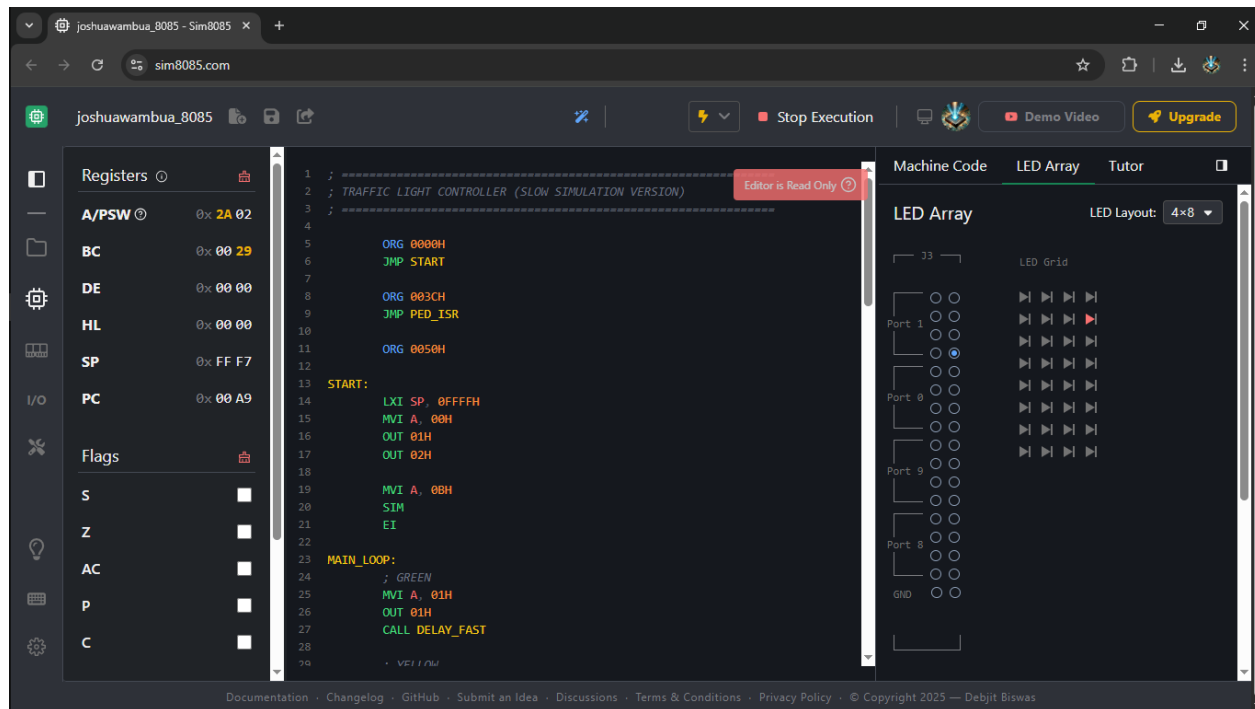 joshuawambua_8085 - Sim8085
sim8085.com
joshuawambua_8085
Stop Execution
Demo Video
Upgrade
Registers
A/PSW 0x 2A 02
BC 0x 00 29
DE 0x 00 00
HL 0x 00 00
SP 0x FF F7
PC 0x 00 A9
Flags
S
Z
AC
P
C
I/O
Editor is Read Only
1 ; ===============================================================
2 ; TRAFFIC LIGHT CONTROLLER (SLOW SIMULATION VERSION)
3 ; ===============================================================
4
5 ORG 0000H
6 JMP START
7
8 ORG 003CH
9 JMP PED_ISR
10
11 ORG 0050H
12
13 START:
14 LXI SP, 0FFFFH
15 MVI A, 00H
16 OUT 01H
17 OUT 02H
18
19 MVI A, 0BH
20 SIM
21 EI
22
23 MAIN_LOOP:
24 ; GREEN
25 MVI A, 01H
26 OUT 01H
27 CALL DELAY_FAST
28
29 ; YELLOW
Machine Code LED Array Tutor
LED Array
LED Layout: 4×8
J3
LED Grid
Port 1
Port 0
Port 9
Port 8
GND
Documentation · Changelog · GitHub · Submit an Idea · Discussions · Terms & Conditions · Privacy Policy · © Copyright 2025 — Debjit Biswas